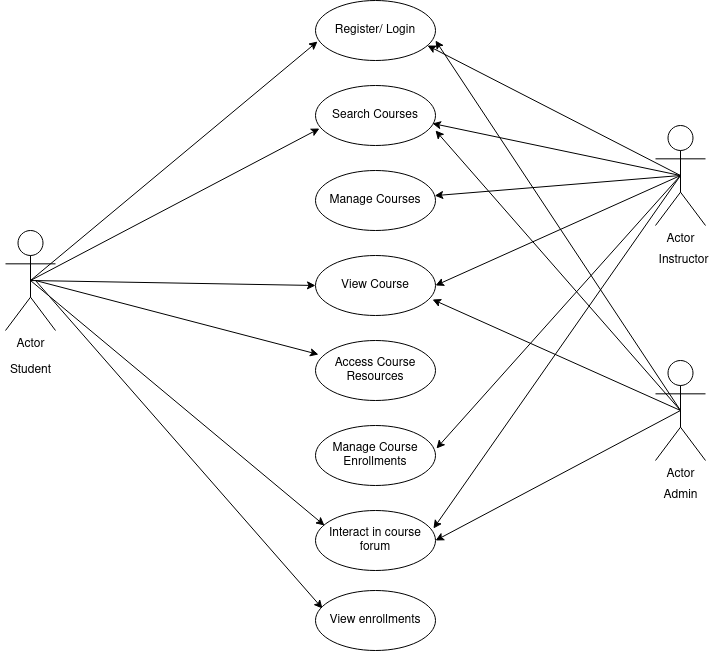 Register/ Login
Search Courses
Manage Courses
Actor
Instructor
View Course
Actor
Student
Access Course
Resources
Manage Course
Enrollments
Actor
Admin
Interact in course
forum
View enrollments